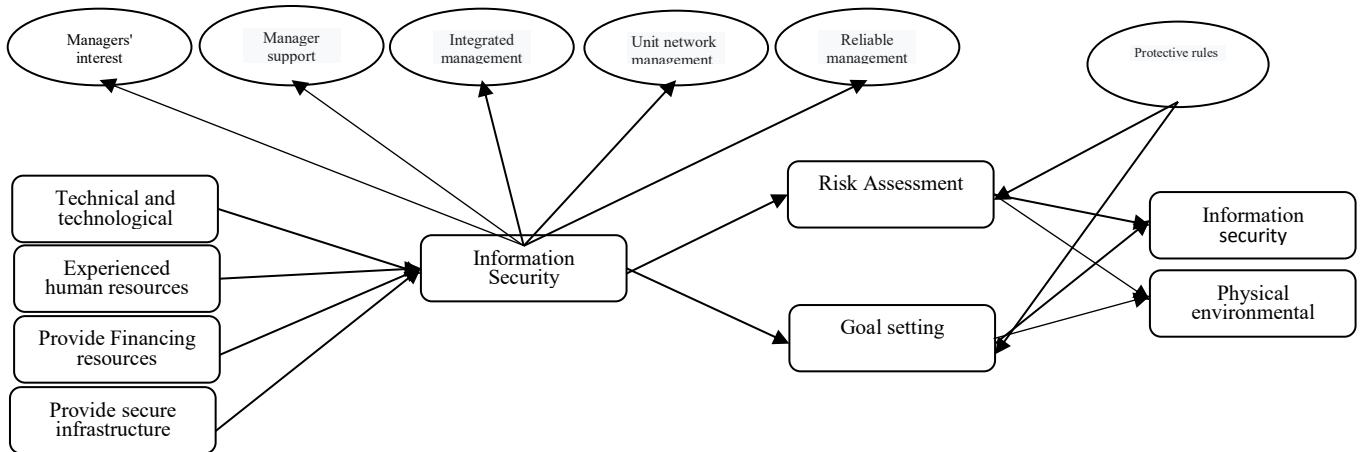 Managers'
interest
Manager
support
Integrated
management
Unit network
management
Reliable
management
Protective rules
Technical and
technological
Experienced
human resources
Provide Financing
resources
Provide secure
infrastructure
Information
Security
Risk Assessment
Goal setting
Information
security
Physical
environmental